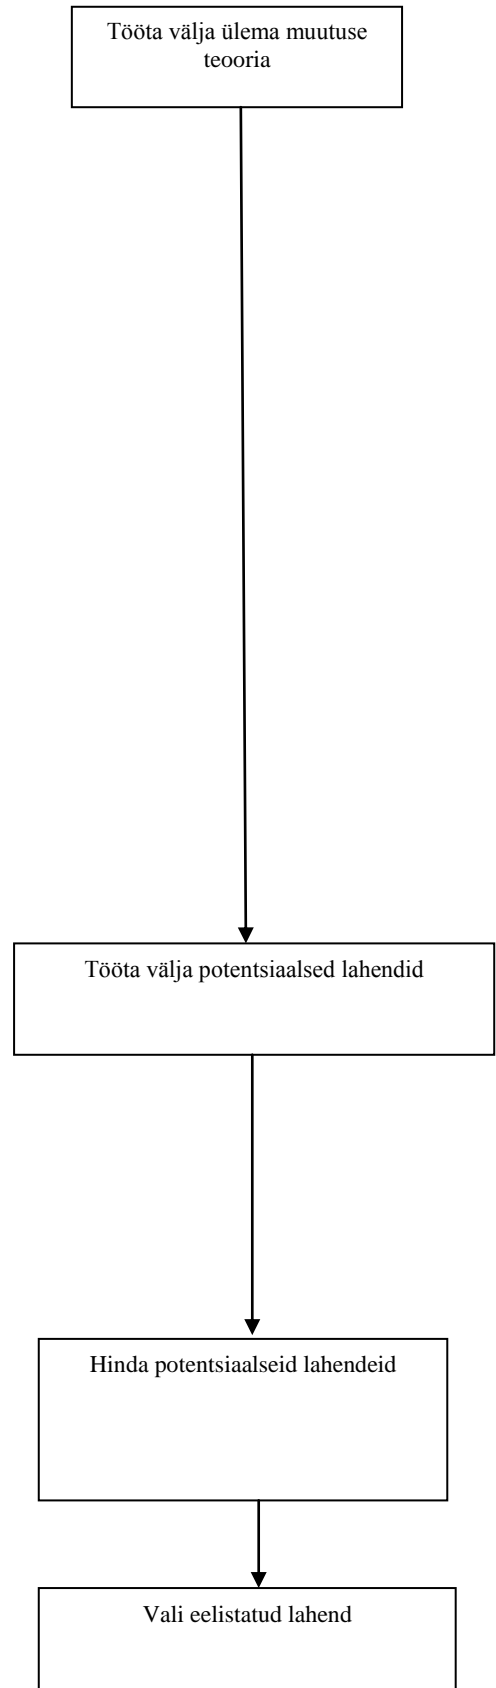 Tööta välja ülema muutuse
teooria
Tööta välja potentsiaalsed lahendid
Hinda potentsiaalseid lahendeid
Vali eelistatud lahend